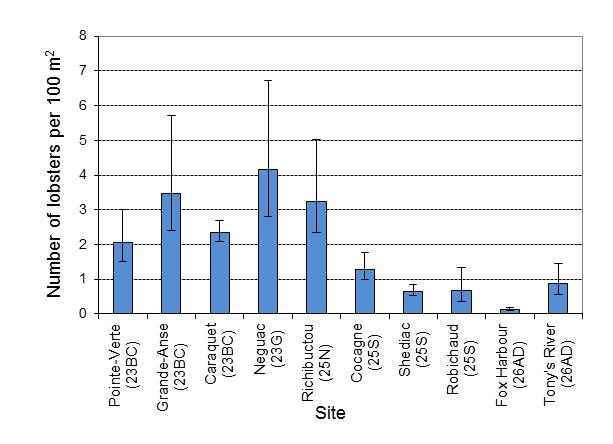 Number of lobsters per 100 m²
8
7
6
5
4
3
2
1
0
Pointe-Verte
(23BC)
Grande-Anse
(23BC)
Caraquet
(23BC)
Neguac
(23G)
Richibuctou
(25N)
Cocagne
(25S)
Shediac
(25S)
Robichaud
(25S)
Fox Harbour
(26AD)
Tony's River
(26AD)
Site